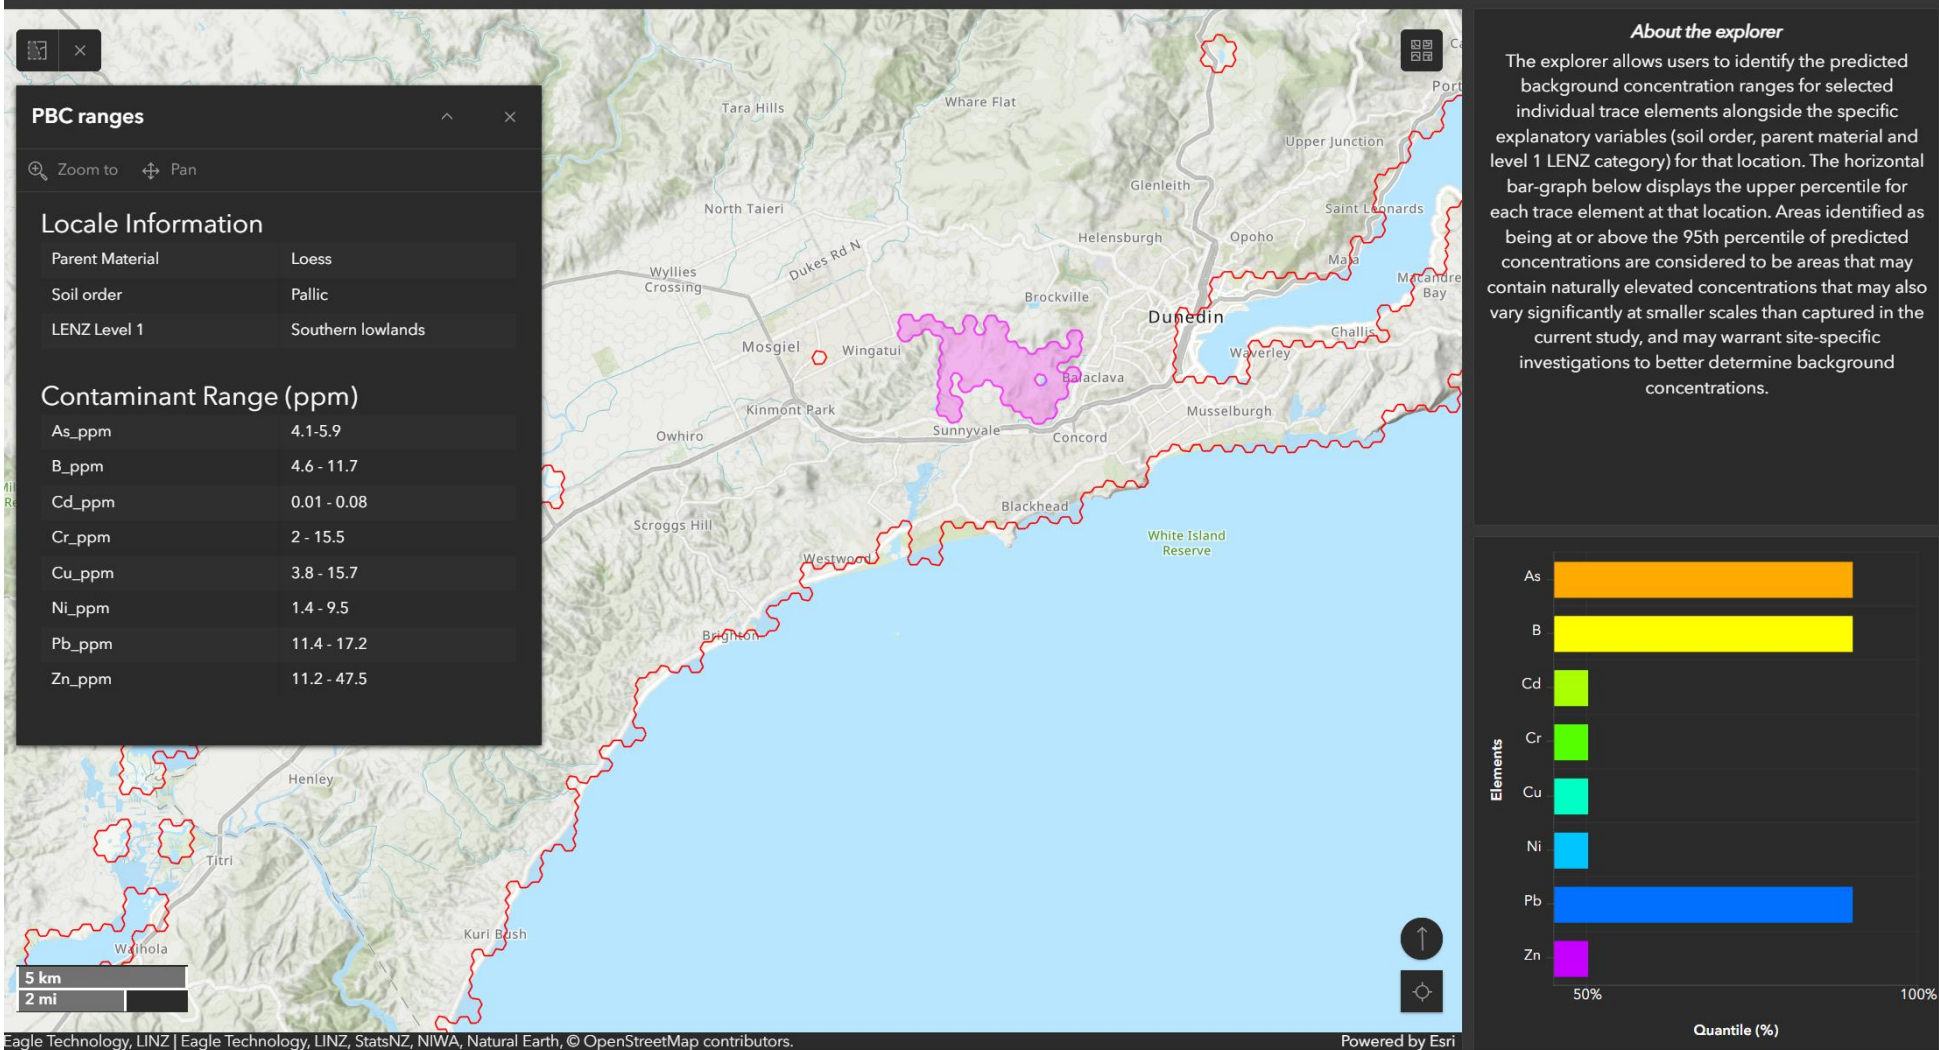 PBC ranges
Zoom to
Pan
Locale Information
Parent Material Loess
Soil order Pallic
LENZ Level 1 Southern lowlands
Contaminant Range (ppm)
As_ppm 4.1-5.9
B_ppm 4.6 - 11.7
Cd_ppm 0.01 - 0.08
Cr_ppm 2 - 15.5
Cu_ppm 3.8 - 15.7
Ni_ppm 1.4 - 9.5
Pb_ppm 11.4 - 17.2
Zn_ppm 11.2 - 47.5
Tara Hills
Whare Flat
Port
Upper Junction
Glenleith
North Taieri
Saint Leonards
Helensburgh
Opoho
Dukes Rd N
Maia
Wyllies
Crossing
Macandre
Bay
Brockville
Dunedin
Challis
Mosgiel
Wingatui
Waverley
Balaclava
Kinmont Park
Musselburgh
Owhiro
Sunnyvale
Concord
Blackhead
Scroggs Hill
White Island
Reserve
Westwood
Brighton
Henley
Titri
Kuri Bush
Waihola
5 km
2 mi
Eagle Technology, LINZ | Eagle Technology, LINZ, StatsNZ, NIWA, Natural Earth, © OpenStreetMap contributors.
Powered by Esri
About the explorer
The explorer allows users to identify the predicted
background concentration ranges for selected
individual trace elements alongside the specific
explanatory variables (soil order, parent material and
level 1 LENZ category) for that location. The horizontal
bar-graph below displays the upper percentile for
each trace element at that location. Areas identified as
being at or above the 95th percentile of predicted
concentrations are considered to be areas that may
contain naturally elevated concentrations that may also
vary significantly at smaller scales than captured in the
current study, and may warrant site-specific
investigations to better determine background
concentrations.
As
B
Cd
Cr
Cu
Ni
Pb
Zn
Elements
50%
100%
Quantile (%)